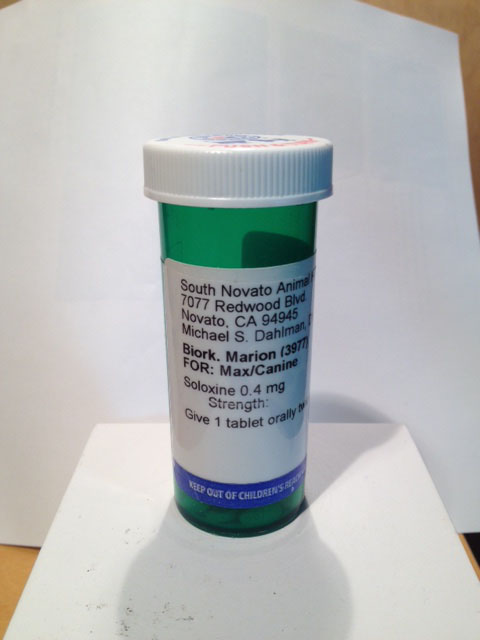 South Novato Animal
7077 Redwood Blvd.
Novato, CA 94945
Michael S. Dahlman,
Biork. Marion (3977)
FOR: Max/Canine
Soloxine 0.4 mg
Strength:
Give 1 tablet orally
KEEP OUT OF CHILDREN'S REACH